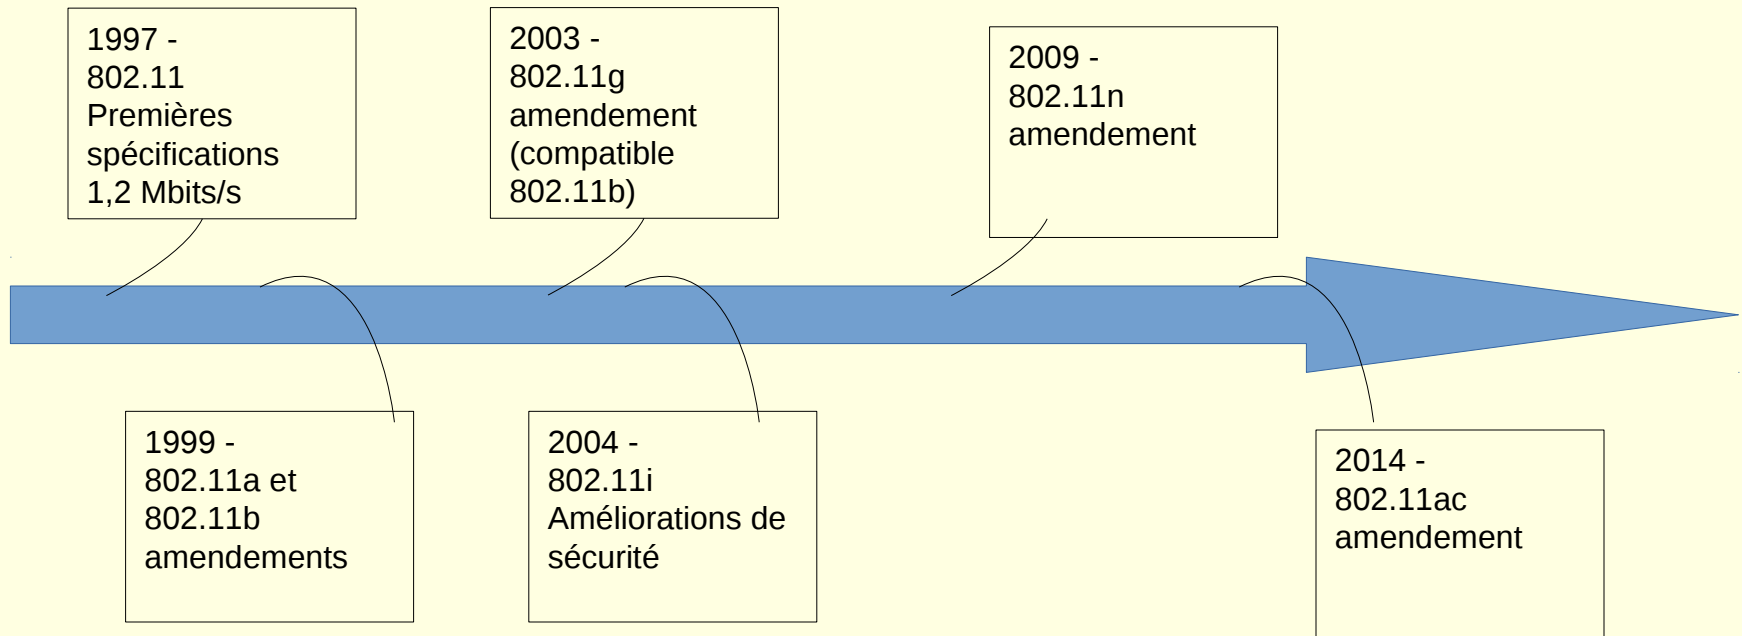 1997 -
802.11
Premières
spécifications
1,2 Mbits/s
2003 -
802.11g
amendement
(compatible
802.11b)
2009 -
802.11n
amendement
1999 -
802.11a et
802.11b
amendements
2004 -
802.11i
Améliorations de
sécurité
2014 -
802.11ac
amendement